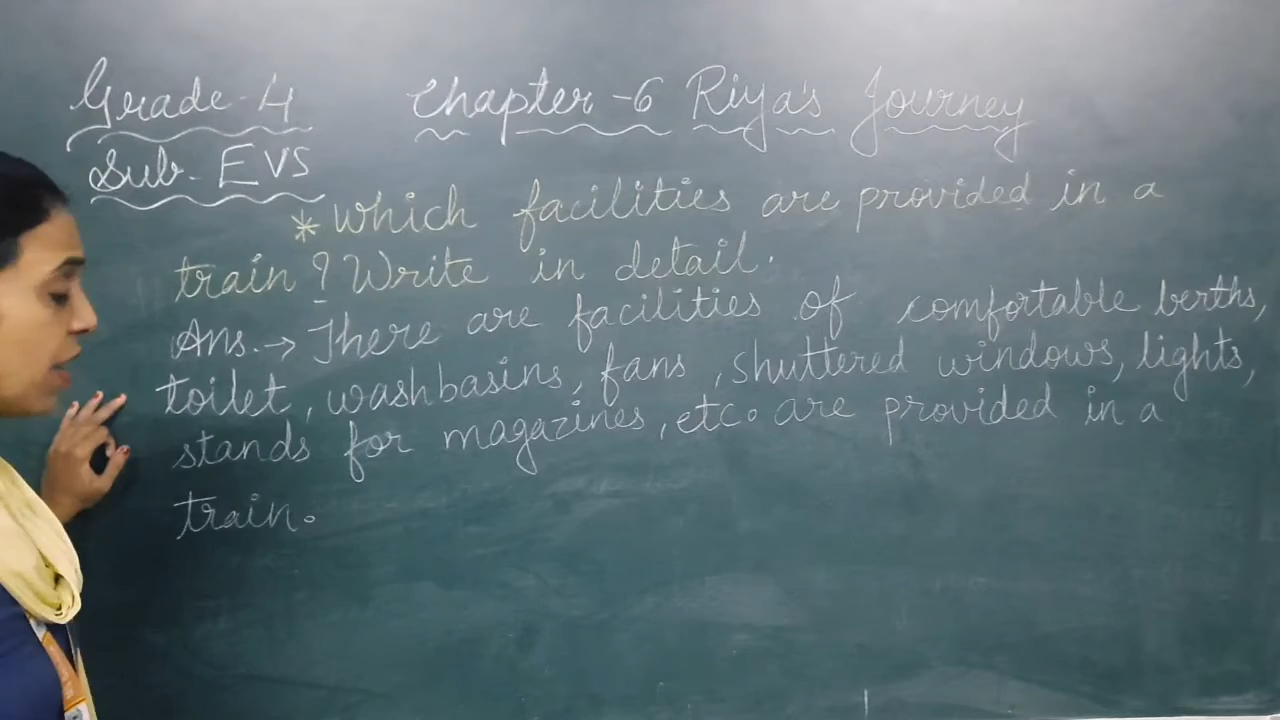 Grade-4 Chapter-6 Riya's Journey
Sub- EVS
* Which facilities are provided in a
train? Write in detail.
Ans.→ There are facilities of comfortable berths,
toilet, washbasins, fans, shuttered windows, lights,
stands for magazines, etc. are provided in a
train.